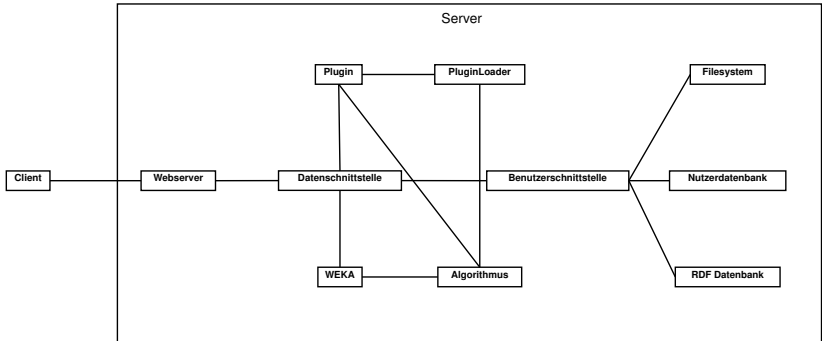 Server
Plugin
PluginLoader
Filesystem
Client
Webserver
Datenschnittstelle
Benutzerschnittstelle
Nutzerdatenbank
WEKA
Algorithmus
RDF Datenbank